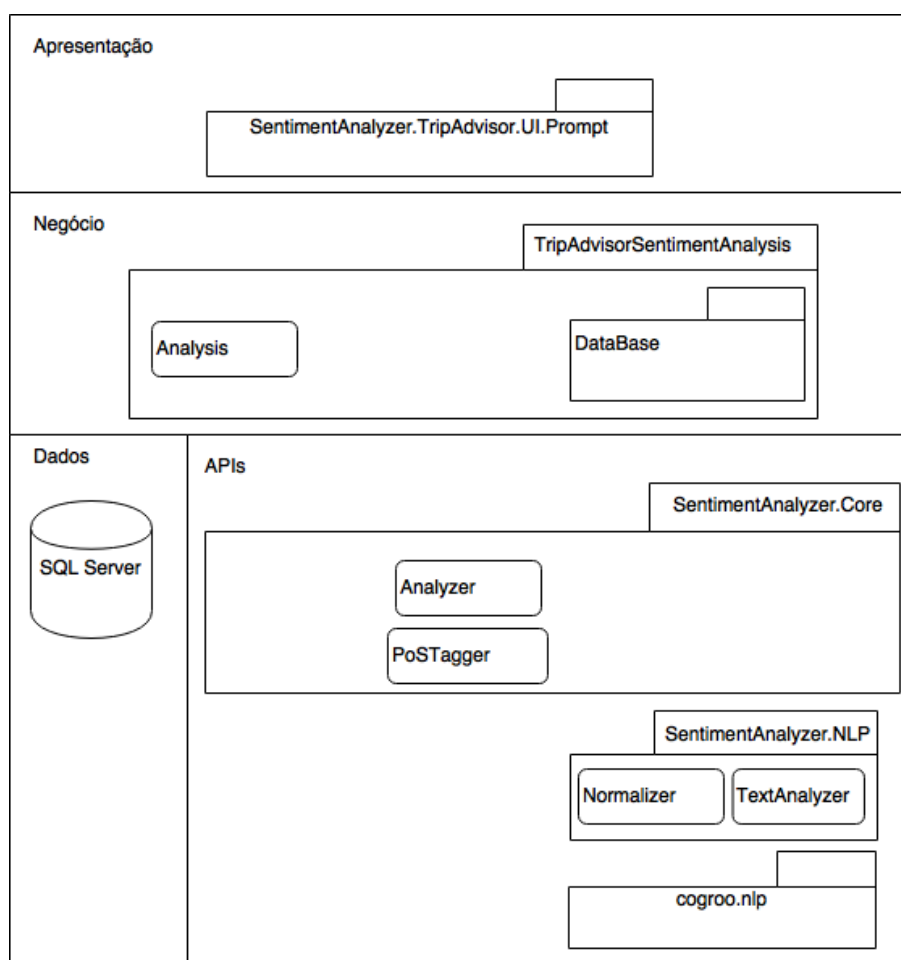 Apresentação
SentimentAnalyzer.TripAdvisor.UI.Prompt
Negócio
TripAdvisorSentimentAnalysis
Analysis
DataBase
Dados
SQL Server
APIs
SentimentAnalyzer.Core
Analyzer
PoSTagger
SentimentAnalyzer.NLP
Normalizer
TextAnalyzer
cogroo.nlp